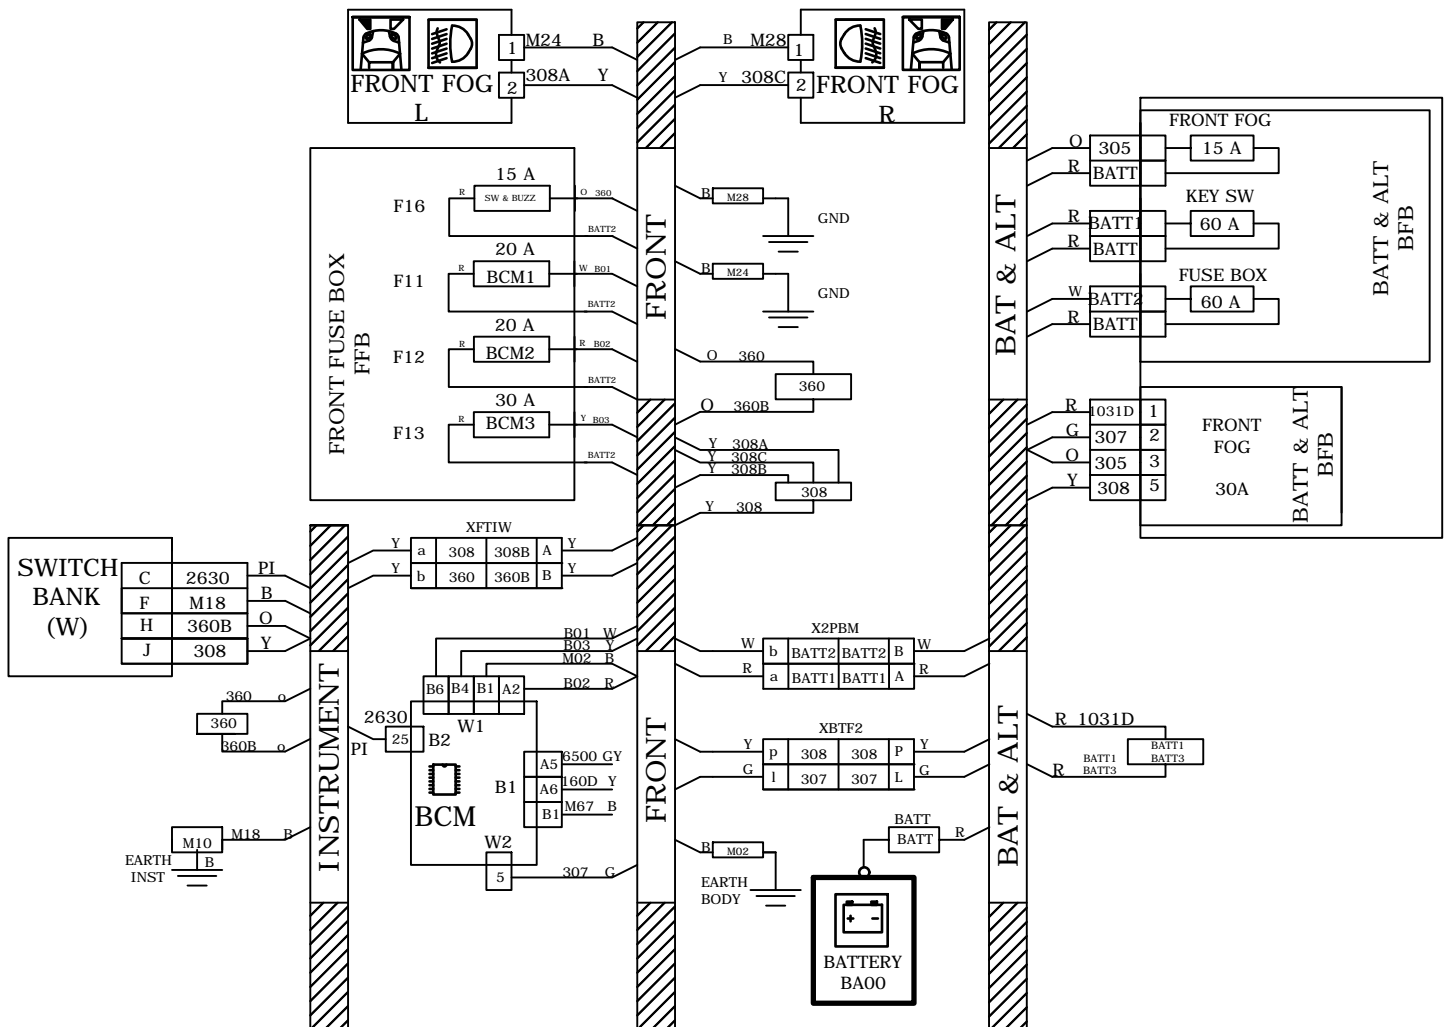 FRONT FOG
L
1
2
M24 B
308A Y
B M28
Y 308C
1
2
FRONT FOG
R
FRONT FUSE BOX
FFB
F16
15 A
R
SW & BUZZ
O 360
BATT2
F11
20 A
R
BCM1
W B01
BATT2
F12
20 A
R
BCM2
R B02
BATT2
F13
30 A
R
BCM3
Y B03
BATT2
FRONT
B M28
GND
B M24
GND
O 360
360
O 360B
Y 308A
Y 308C
Y 308B
308
Y 308
BAT & ALT
O 305
R BATT
FRONT FOG
15 A
R BATT1
R BATT
KEY SW
60 A
W BATT2
R BATT
FUSE BOX
60 A
BATT & ALT
BFB
R 1031D 1
G 307 2
O 305 3
Y 308 5
FRONT
FOG
30A
BATT & ALT
BFB
SWITCH
BANK
(W)
C 2630 PI
F M18 B
H 360B O
J 308 Y
XFTIW
Y a 308 308B A Y
Y b 360 360B B Y
360 o
360
360B o
M10 M18 B
B
EARTH
INST
INSTRUMENT
B01 W
B03 Y
M02 B
B02 R
B6 B4 B1 A2
W1
2630
25 B2
PI
BCM
B1
A5 6500 GY
A6 160D Y
B1 M67 B
W2
5
307 G
FRONT
X2PBM
W b BATT2 BATT2 B W
R a BATT1 BATT1 A R
XBTF2
Y p 308 308 P Y
G l 307 307 L G
B M02
EARTH
BODY
BATT
BATT R
+ -
BATTERY
BA00
BAT & ALT
R 1031D
BATT1
BATT3
BATT1
BATT3
R